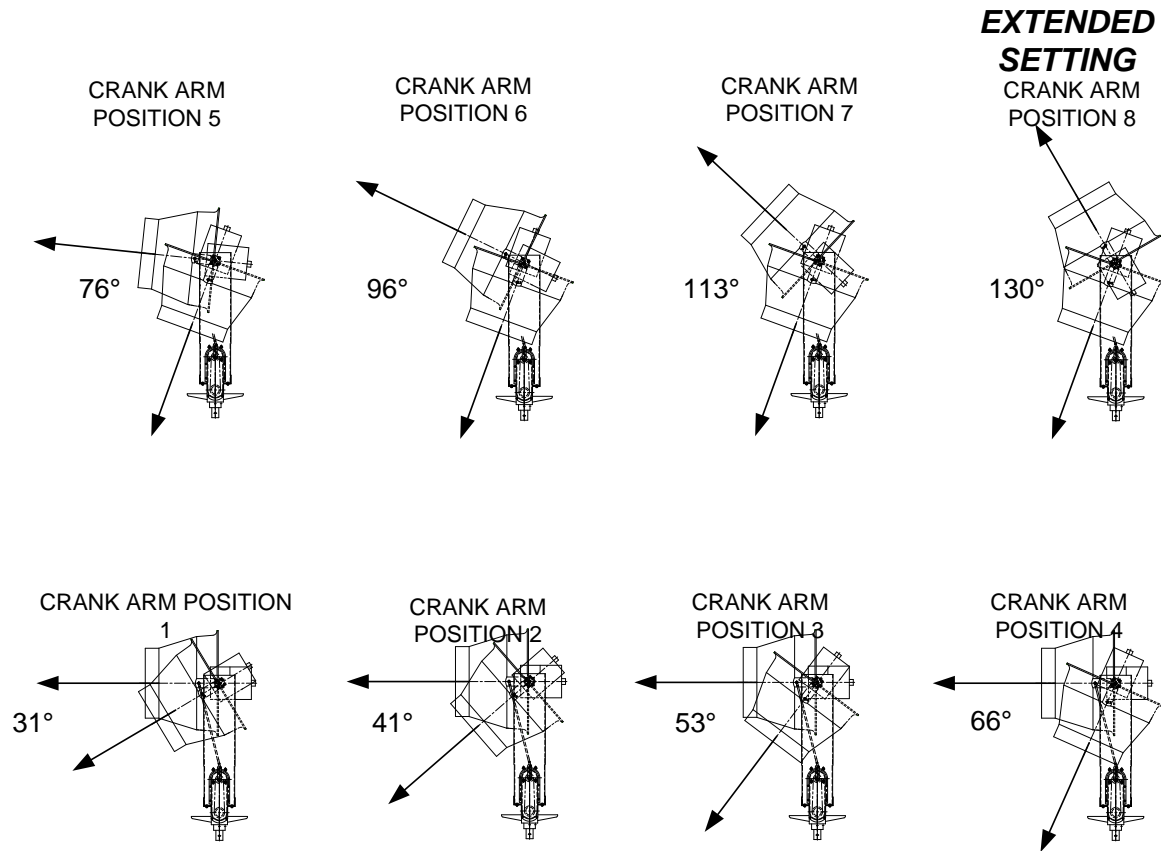 EXTENDED
SETTING
CRANK ARM
POSITION 5
CRANK ARM
POSITION 6
CRANK ARM
POSITION 7
CRANK ARM
POSITION 8
76°
96°
113°
130°
CRANK ARM POSITION
1
CRANK ARM
POSITION 2
CRANK ARM
POSITION 3
CRANK ARM
POSITION 4
31°
41°
53°
66°